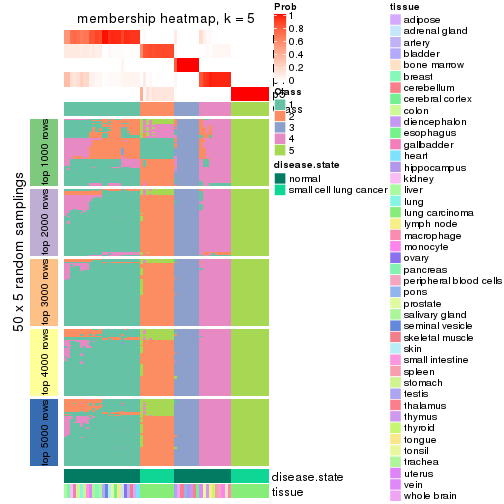 membership heatmap, k = 5
Prob
1
0.8
0.6
0.4
0.2
0
Class
1
2
3
4
5
disease.state
normal
small cell lung cancer
50 x 5 random samplings
top 1000 rows
top 2000 rows
top 3000 rows
top 4000 rows
top 5000 rows
disease.state
tissue
tissue
adipose
adrenal gland
artery
bladder
bone marrow
breast
cerebellum
cerebral cortex
colon
diencephalon
esophagus
gallbladder
heart
hippocampus
kidney
liver
lung
lung carcinoma
lymph node
macrophage
monocyte
ovary
pancreas
peripheral blood cells
pons
prostate
salivary gland
seminal vesicle
skeletal muscle
skin
small intestine
spleen
stomach
testis
thalamus
thymus
thyroid
tongue
tonsil
trachea
uterus
vein
whole brain